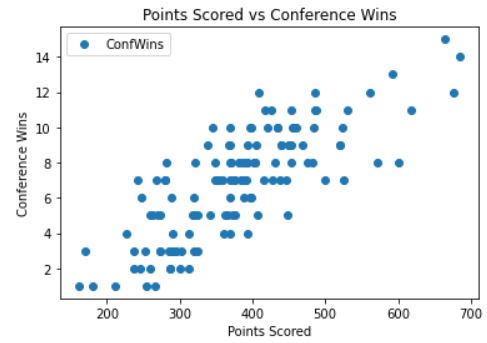 Points Scored vs Conference Wins
ConfWins
14
12
10
8
6
4
2
Conference Wins
200 300 400 500 600 700
Points Scored